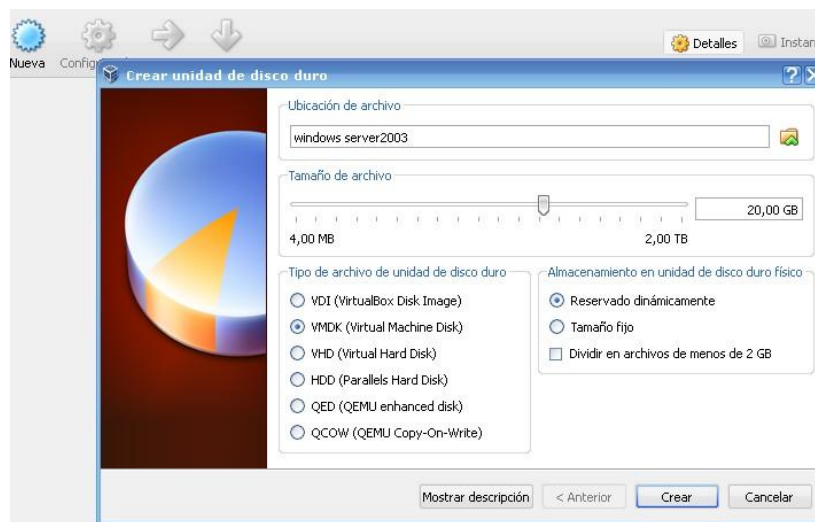 Nueva
Detalles
Crear unidad de disco duro
Ubicación de archivo
windows server2003
Tamaño de archivo
20,00 GB
4,00 MB
2,00 TB
Tipo de archivo de unidad de disco duro
VDI (VirtualBox Disk Image)
VMDK (Virtual Machine Disk)
VHD (Virtual Hard Disk)
HDD (Parallels Hard Disk)
QED (QEMU enhanced disk)
QCOW (QEMU Copy-On-Write)
Almacenamiento en unidad de disco duro físico
Reservado dinámicamente
Tamaño fijo
Dividir en archivos de menos de 2 GB
Mostrar descripción
< Anterior
Crear
Cancelar